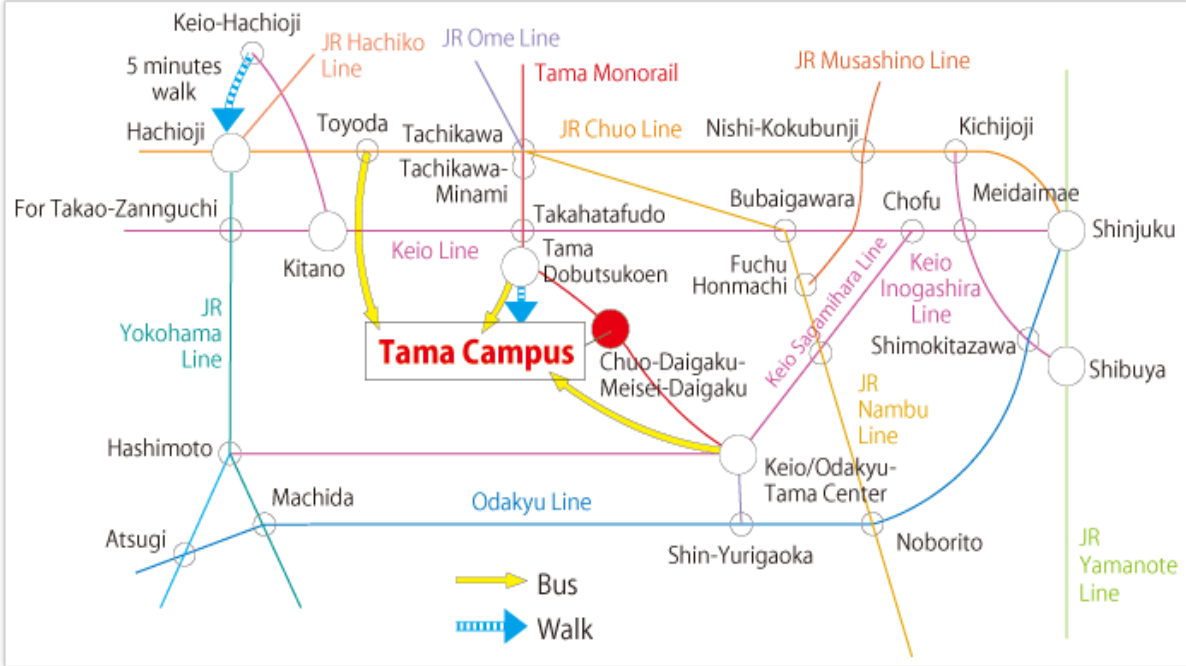 Keio-Hachioji
JR Hachiko
Line
JR Ome Line
Tama Monorail
JR Musashino Line
5 minutes
walk
Hachioji
Toyoda
Tachikawa
JR Chuo Line
Nishi-Kokubunji
Kichijoji
Tachikawa-
Minami
Bubaigawara
Chofu
Meidaimae
For Takao-Zannguchi
Takahatafudo
Shinjuku
Kitano
Keio Line
Tama
Dobutsukoen
Fuchu
Honmachi
Keio Sagamihara Line
Keio
Inogashira
Line
JR
Yokohama
Line
Tama Campus
Chuo-Daigaku-
Meisei-Daigaku
Shimokitazawa
Shibuya
JR
Nambu
Line
Hashimoto
Keio/Odakyu-
Tama Center
Machida
Odakyu Line
Atsugi
Shin-Yurigaoka
Noborito
JR
Yamanote
Line
Bus
Walk